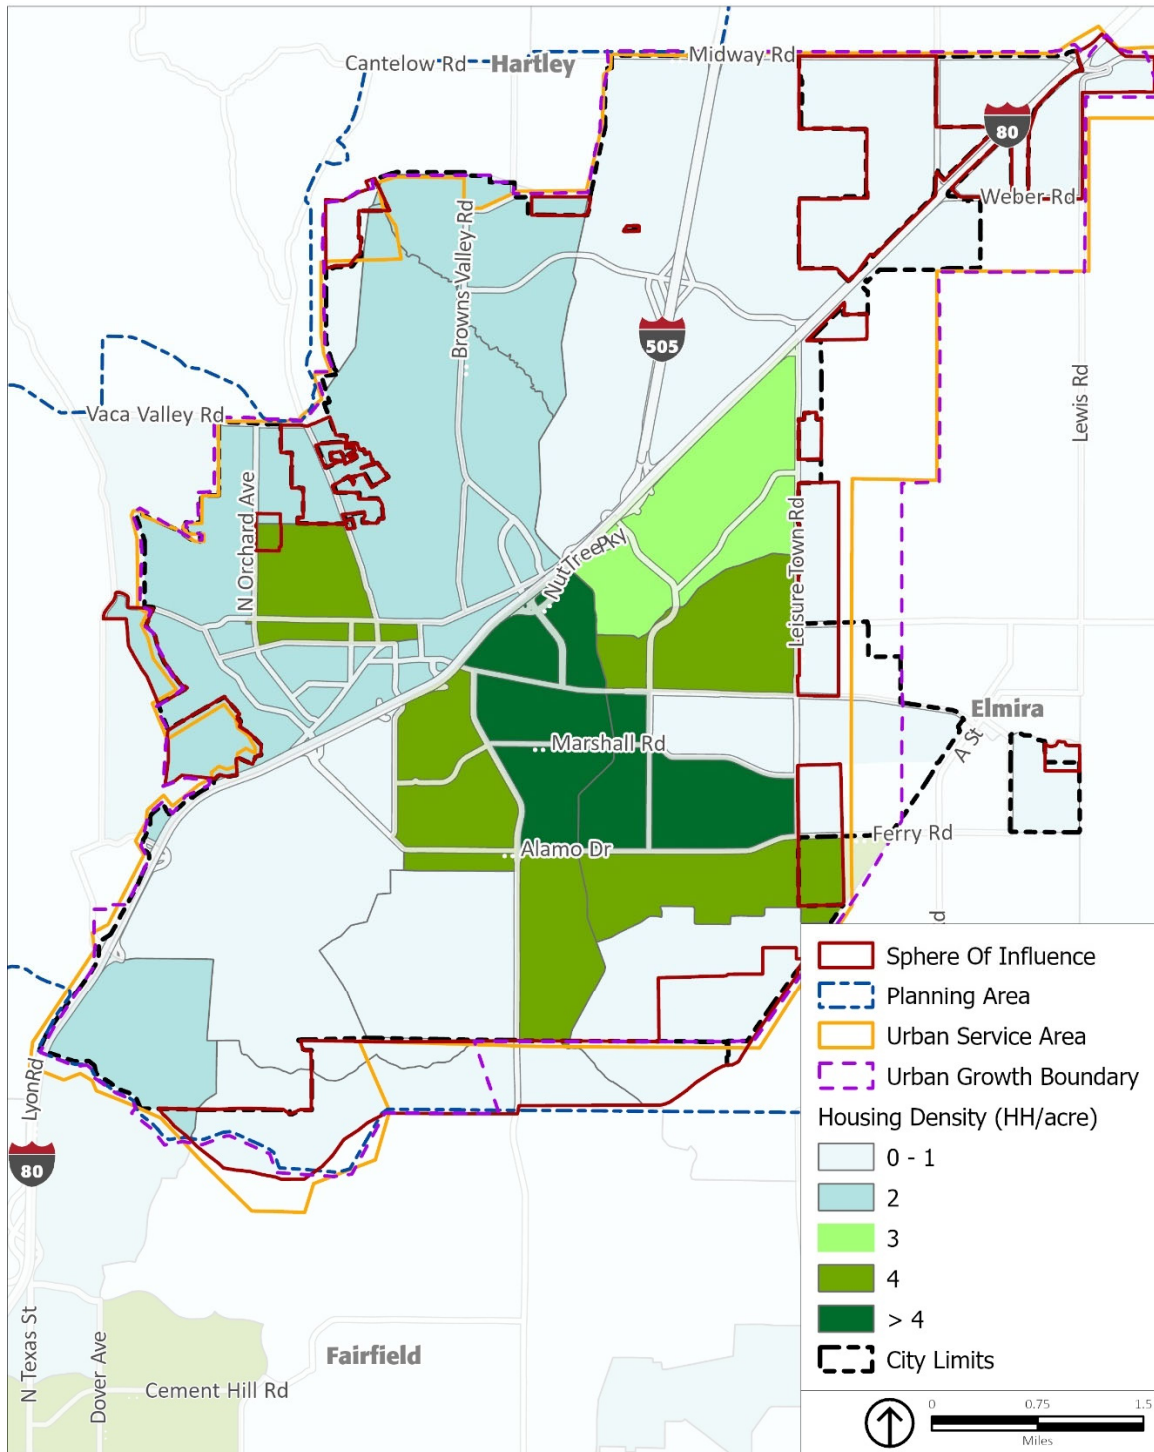 Cantelow Rd
Hartley
Midway Rd
80
Weber Rd
Browns Valley Rd
505
Lewis Rd
Vaca Valley Rd
N Orchard Ave
NutTree Pky
Leisure Town Rd
Elmira
A St
Marshall Rd
Ferry Rd
Alamo Dr
d
Lyon Rd
80
N Texas St
Dover Ave
Fairfield
Cement Hill Rd
Sphere Of Influence
Planning Area
Urban Service Area
Urban Growth Boundary
Housing Density (HH/acre)
0 - 1
2
3
4
> 4
City Limits
0 0.75 1.5
Miles